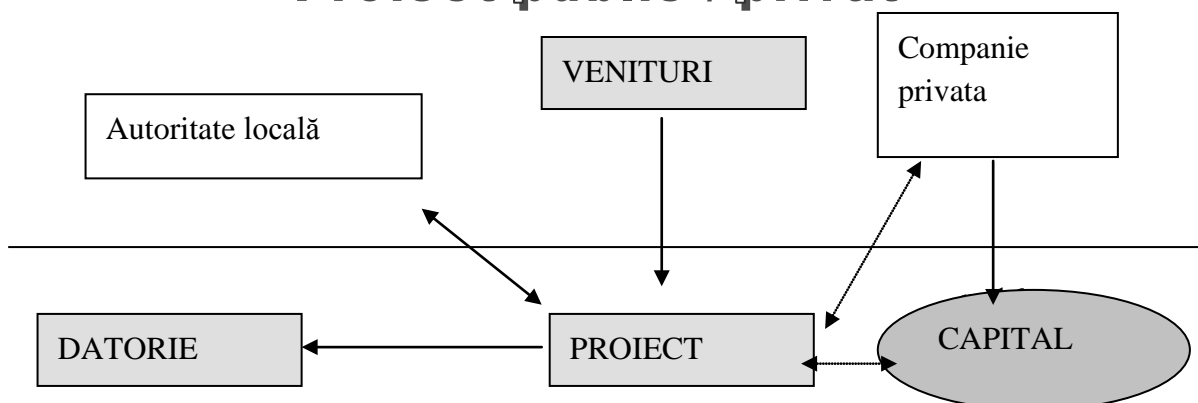 VENITURI
Companie
privata
Autoritate locală
DATORIE
PROIECT
CAPITAL